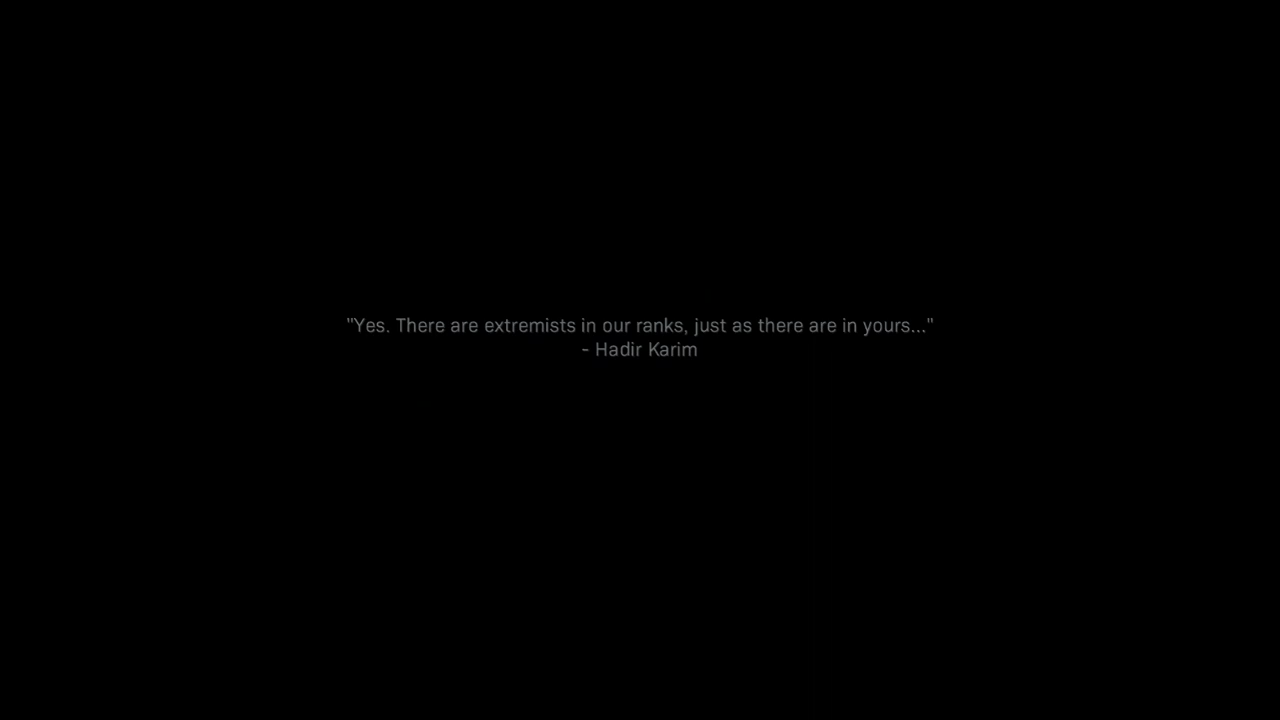 "Yes. There are extremists in our ranks, just as there are in yours..."
- Hadir Karim